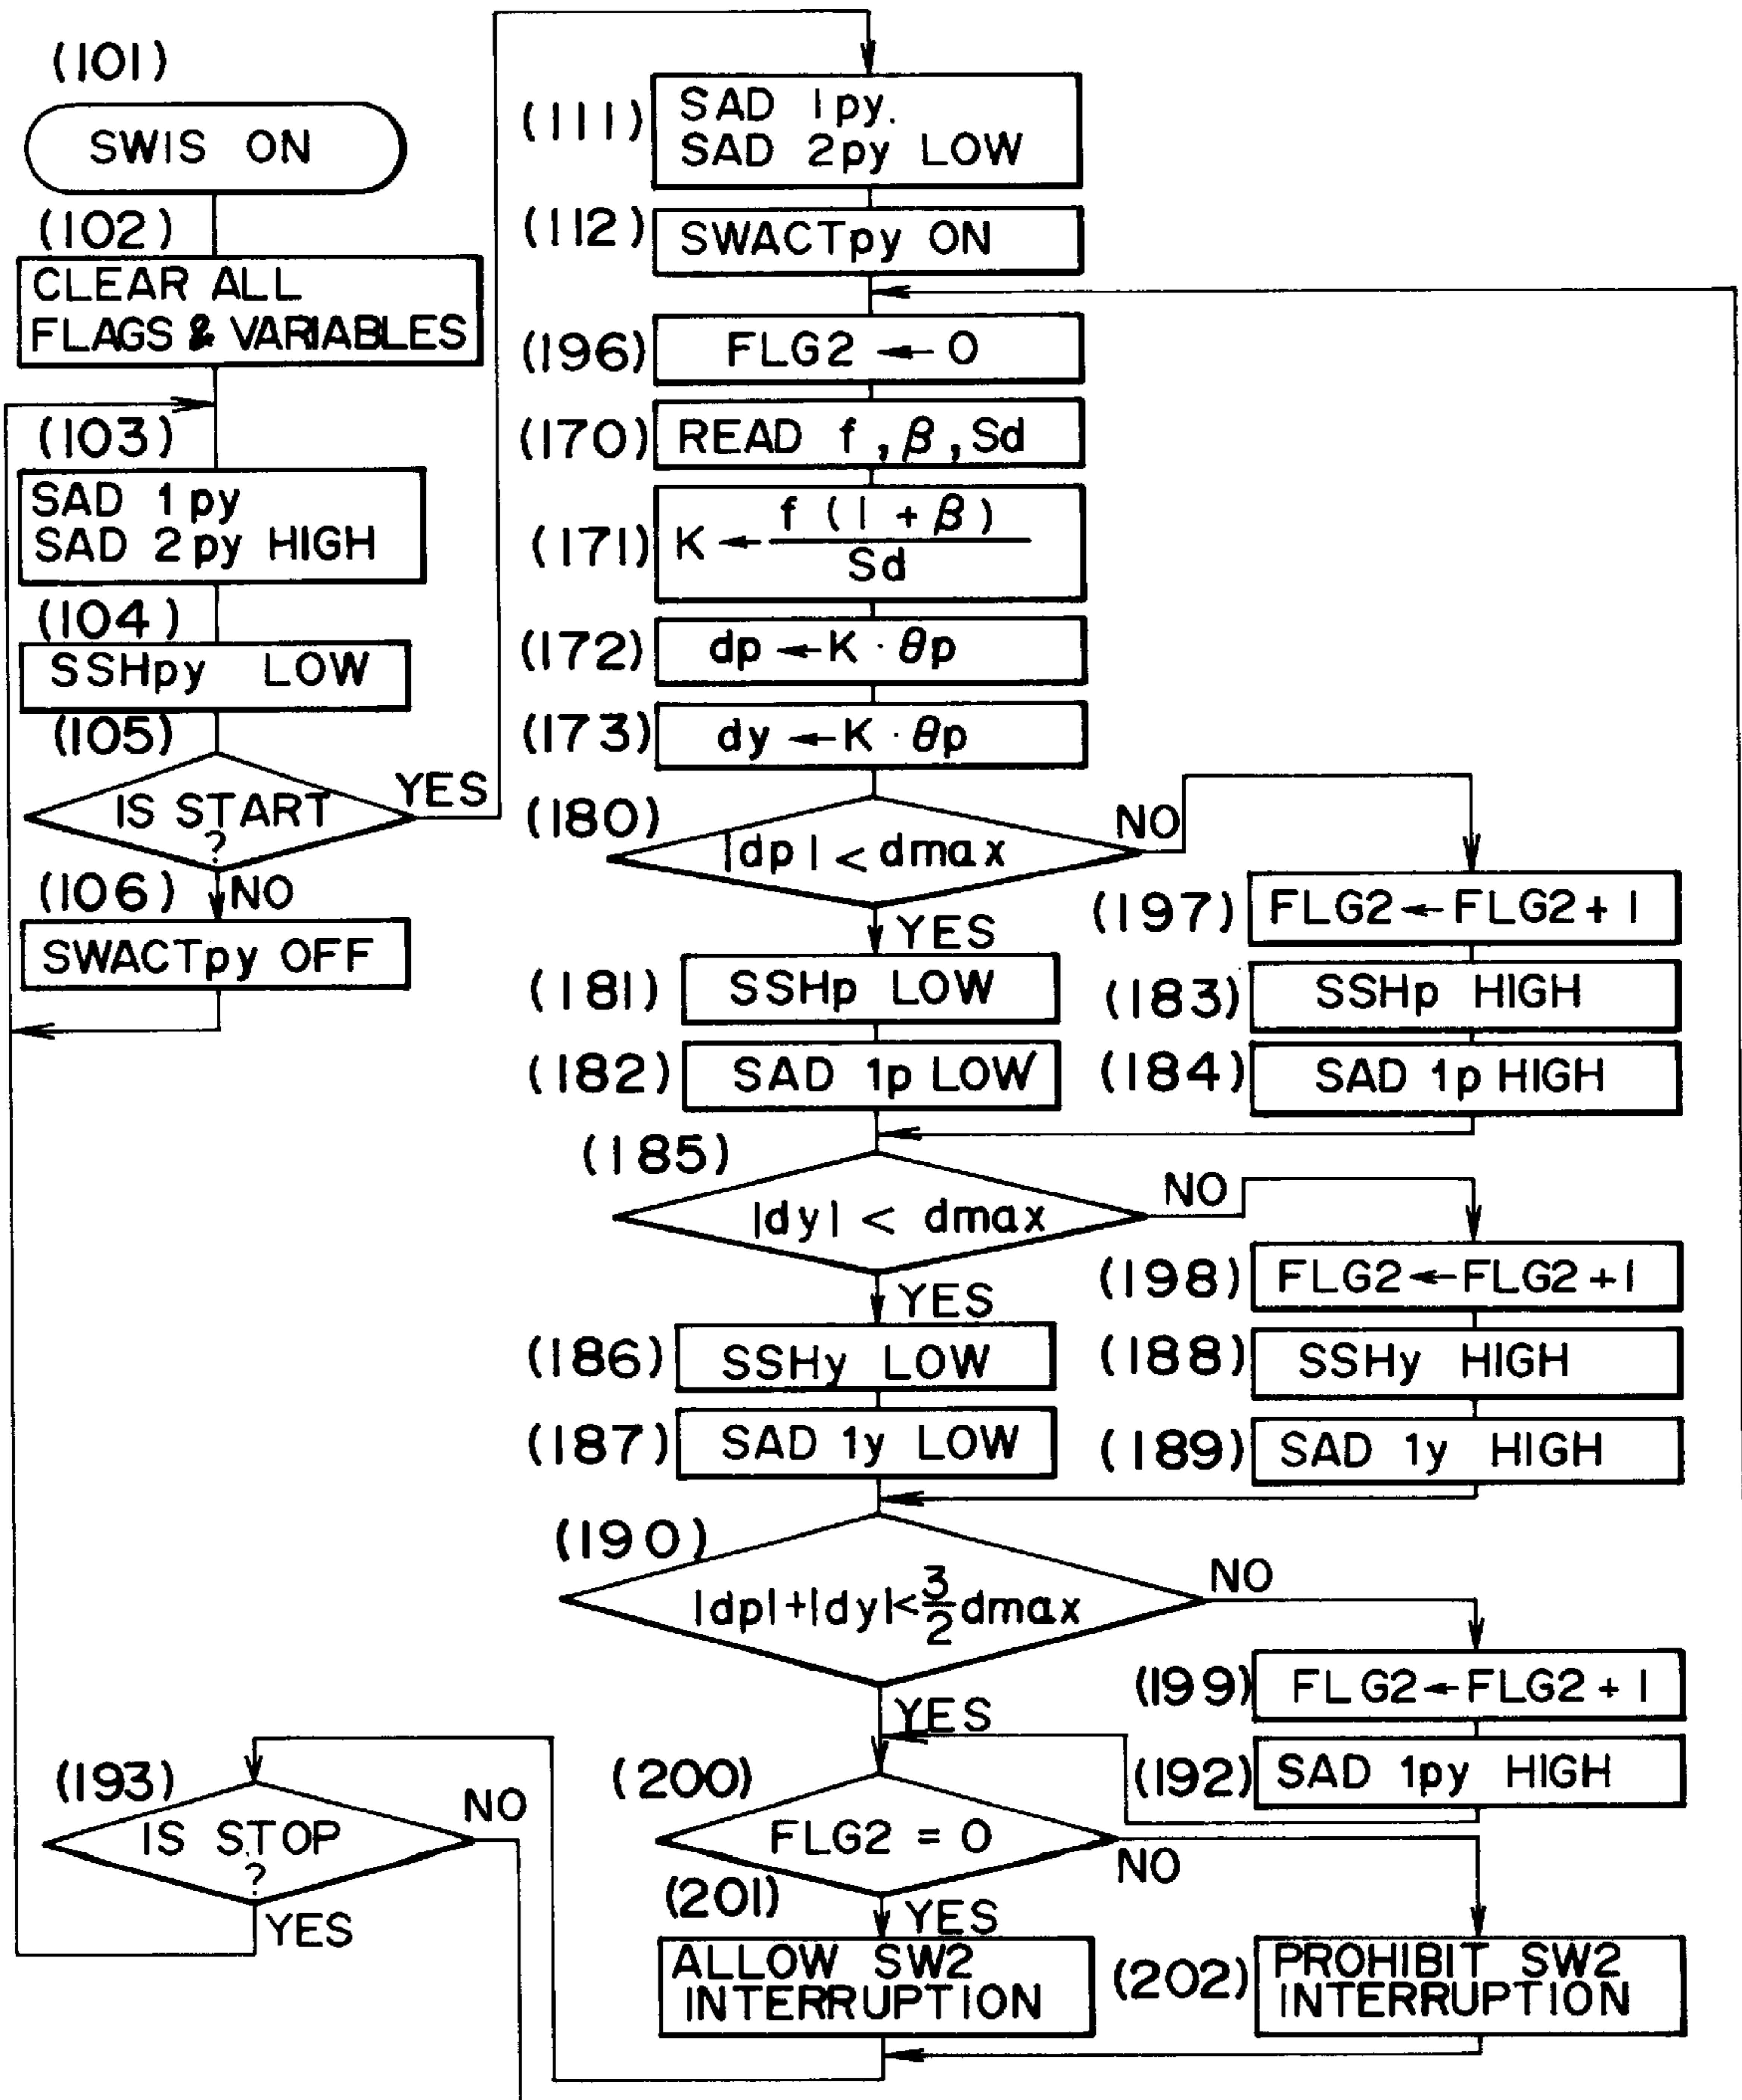 (101)
SWIS ON
(102)
CLEAR ALL
FLAGS & VARIABLES
(103)
SAD 1py
SAD 2py HIGH
(104)
SSHpy LOW
(105)
IS START
?
YES
(106)
NO
SWACTpy OFF
(111)
SAD 1py.
SAD 2py LOW
(112)
SWACTpy ON
(196)
FLG2 ← 0
(170)
READ f , β , Sd
(171)
K ← f (1 + β)
Sd
(172)
dp ← K · θp
(173)
dy ← K · θp
(180)
|dp| < dmax
NO
YES
(197)
FLG2 ← FLG2 + 1
(181)
SSHp LOW
(183)
SSHp HIGH
(182)
SAD 1p LOW
(184)
SAD 1p HIGH
(185)
|dy| < dmax
NO
YES
(198)
FLG2 ← FLG2 + 1
(186)
SSHy LOW
(188)
SSHy HIGH
(187)
SAD 1y LOW
(189)
SAD 1y HIGH
(190)
|dp|+|dy|<3/2 dmax
NO
YES
(199)
FLG2 ← FLG2 + 1
(192)
SAD 1py HIGH
(200)
FLG2 = 0
NO
YES
(201)
ALLOW SW2
INTERRUPTION
(202)
PROHIBIT SW2
INTERRUPTION
(193)
IS STOP
?
NO
YES